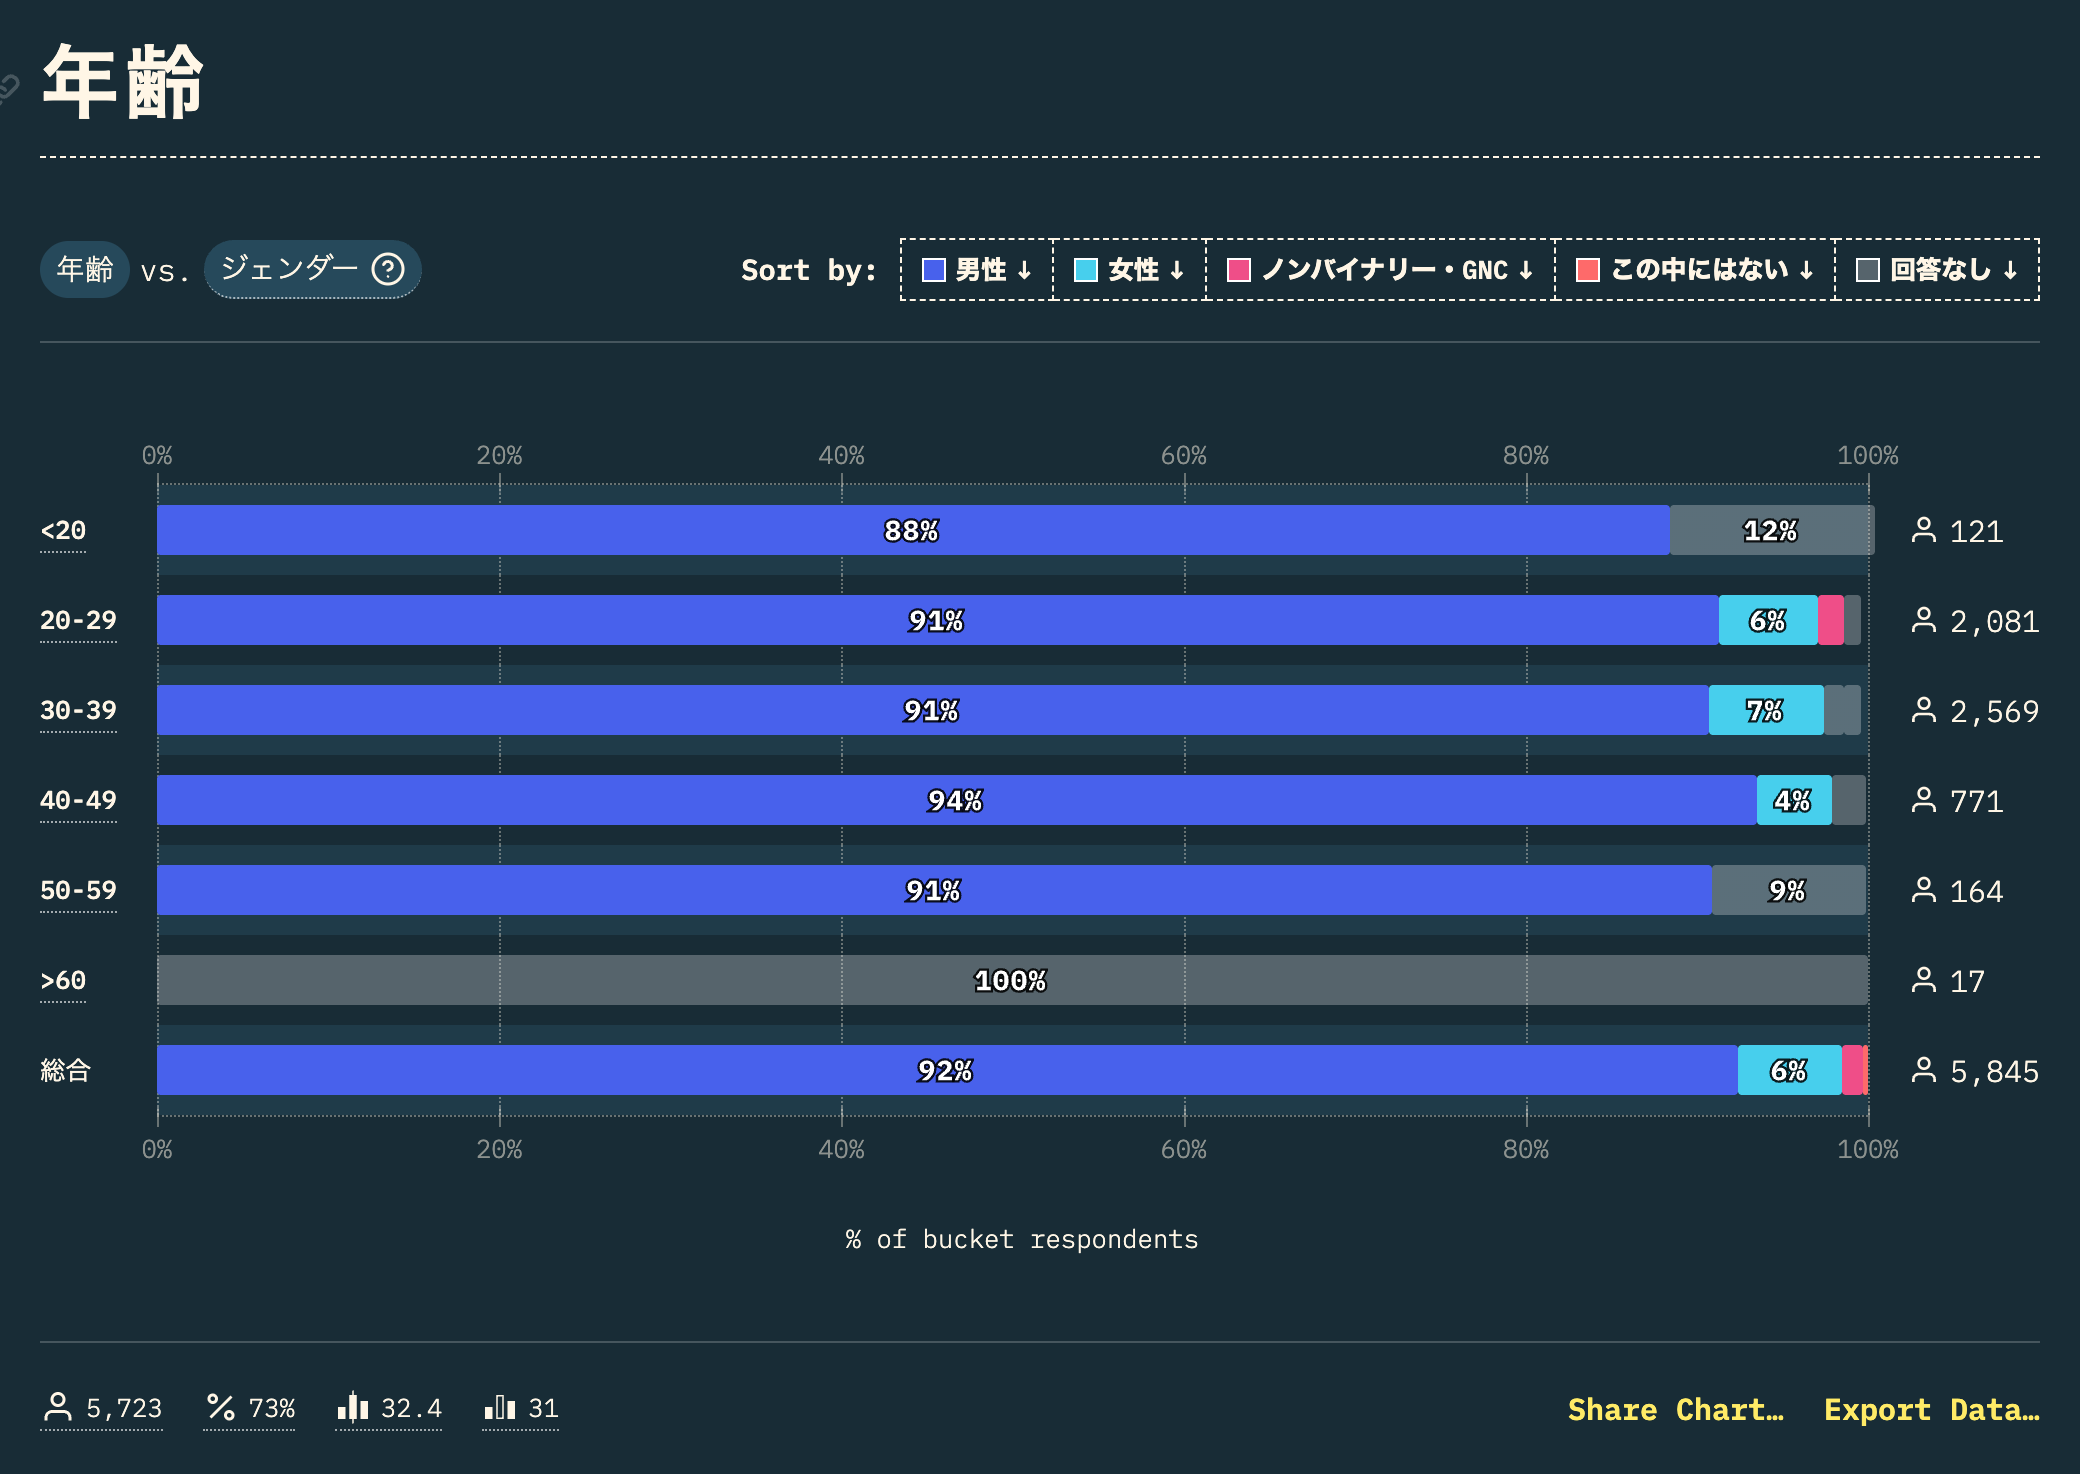 年齢
年齢 vs. ジェンダー ?
Sort by: 男性 ↓ 女性 ↓ ノンバイナリー・GNC ↓ この中にはない ↓ 回答なし ↓
0% 20% 40% 60% 80% 100%
<20 88% 12% 121
20-29 91% 6% 2,081
30-39 91% 7% 2,569
40-49 94% 4% 771
50-59 91% 9% 164
>60 100% 17
総合 92% 6% 5,845
0% 20% 40% 60% 80% 100%
% of bucket respondents
5,723 % 73% 32.4 31
Share Chart… Export Data…